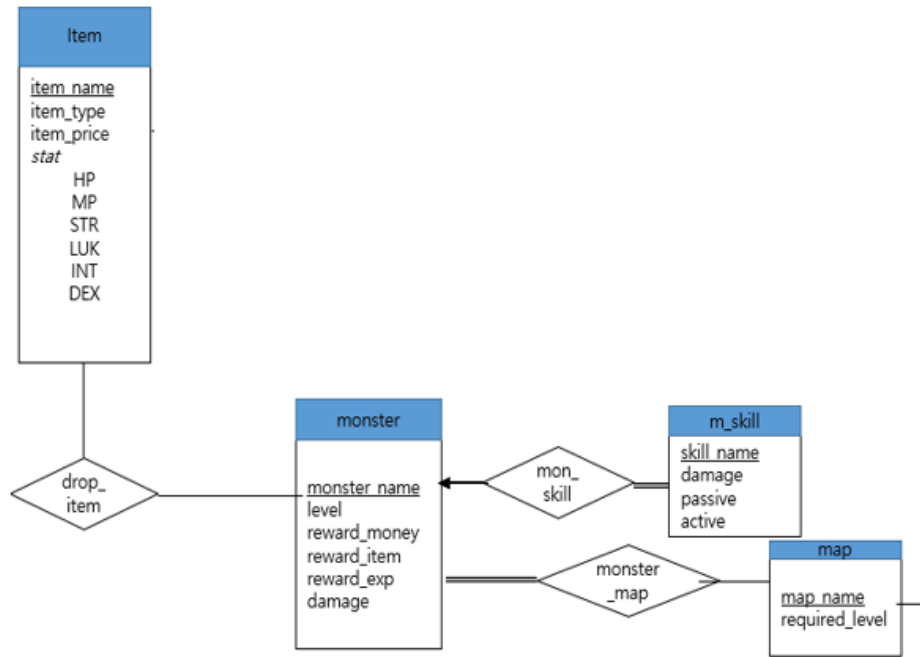 Item
item_name
item_type
item_price
stat
HP
MP
STR
LUK
INT
DEX
drop_
item
monster
monster_name
level
reward_money
reward_item
reward_exp
damage
mon_
skill
m_skill
skill_name
damage
passive
active
monster
_map
map
map_name
required_level